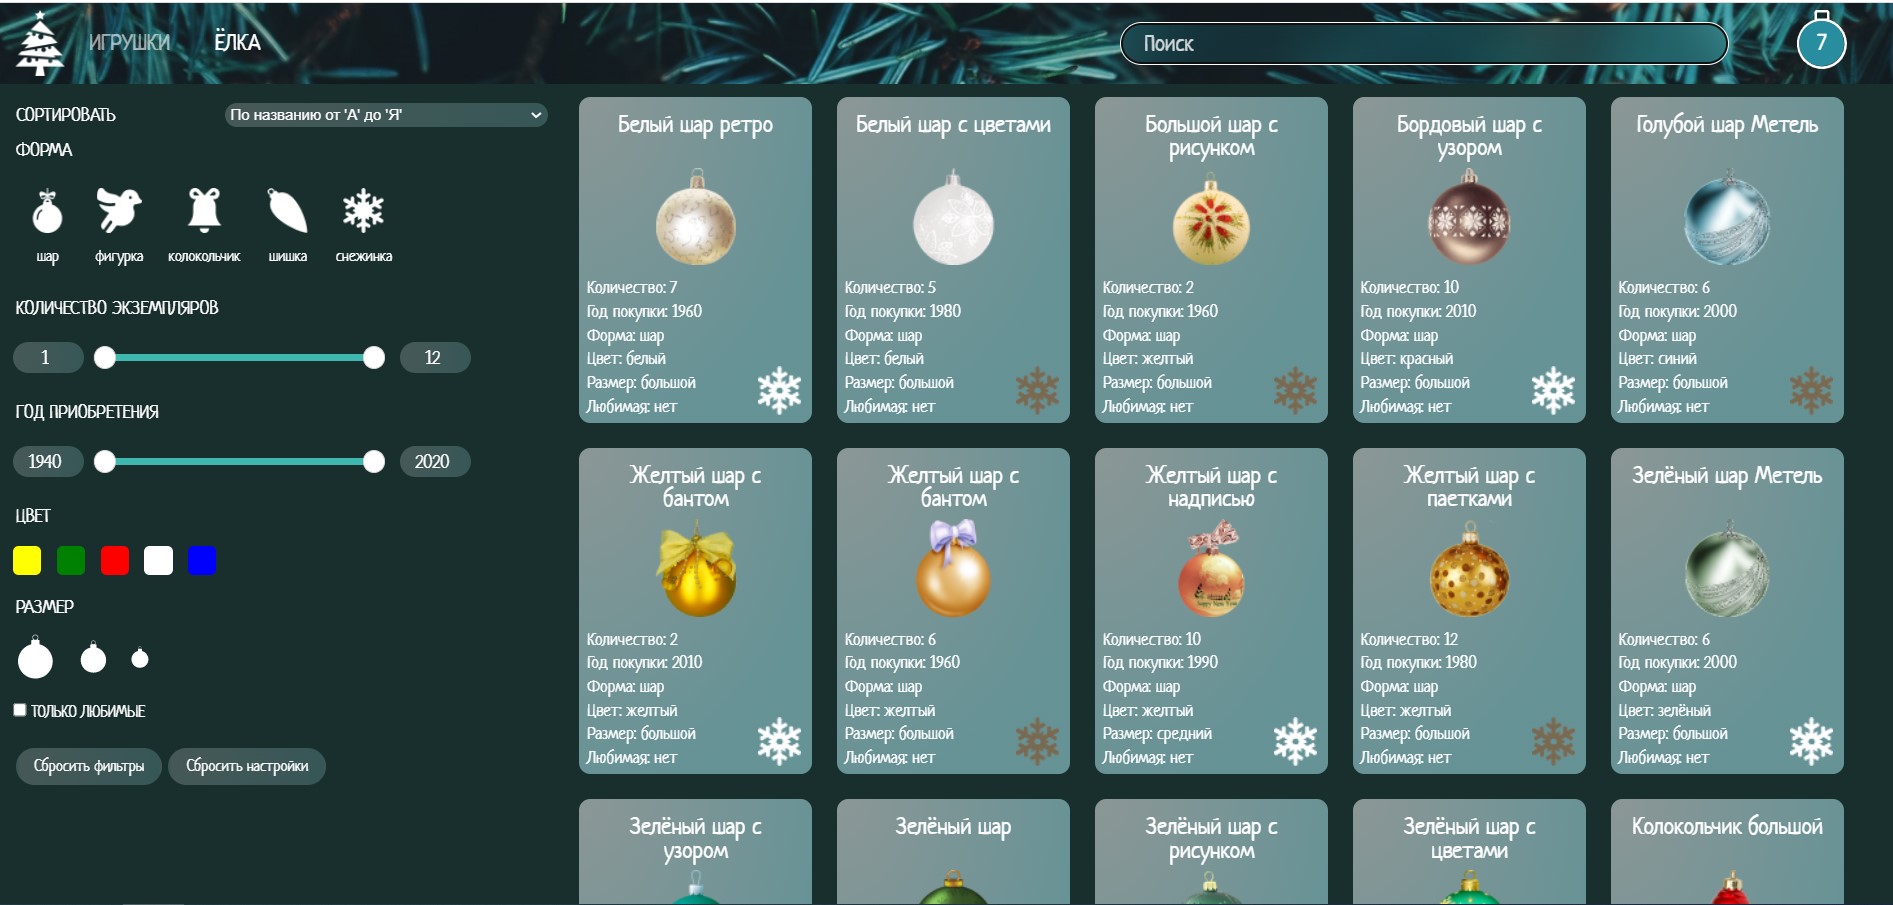 ИГРУШКИ ЁЛКА
Поиск
7
СОРТИРОВАТЬ
По названию от 'А' до 'Я'
ФОРМА
шар фигурка колокольчик шишка снежинка
КОЛИЧЕСТВО ЭКЗЕМПЛЯРОВ
1 12
ГОД ПРИОБРЕТЕНИЯ
1940 2020
ЦВЕТ
РАЗМЕР
ТОЛЬКО ЛЮБИМЫЕ
Сбросить фильтры Сбросить настройки
Белый шар ретро
Количество: 7
Год покупки: 1960
Форма: шар
Цвет: белый
Размер: большой
Любимая: нет
Белый шар с цветами
Количество: 5
Год покупки: 1980
Форма: шар
Цвет: белый
Размер: большой
Любимая: нет
Большой шар с
рисунком
Количество: 2
Год покупки: 1960
Форма: шар
Цвет: желтый
Размер: большой
Любимая: нет
Бордовый шар с
узором
Количество: 10
Год покупки: 2010
Форма: шар
Цвет: красный
Размер: большой
Любимая: нет
Голубой шар Метель
Количество: 6
Год покупки: 2000
Форма: шар
Цвет: синий
Размер: большой
Любимая: нет
Желтый шар с
бантом
Количество: 2
Год покупки: 2010
Форма: шар
Цвет: желтый
Размер: большой
Любимая: нет
Желтый шар с
бантом
Количество: 6
Год покупки: 1960
Форма: шар
Цвет: желтый
Размер: большой
Любимая: нет
Желтый шар с
надписью
Happy New Year
Количество: 10
Год покупки: 1990
Форма: шар
Цвет: желтый
Размер: средний
Любимая: нет
Желтый шар с
паетками
Количество: 12
Год покупки: 1980
Форма: шар
Цвет: желтый
Размер: большой
Любимая: нет
Зелёный шар Метель
Количество: 6
Год покупки: 2000
Форма: шар
Цвет: зелёный
Размер: большой
Любимая: нет
Зелёный шар с
узором
Зелёный шар
Зелёный шар с
рисунком
Зелёный шар с
цветами
Колокольчик большой